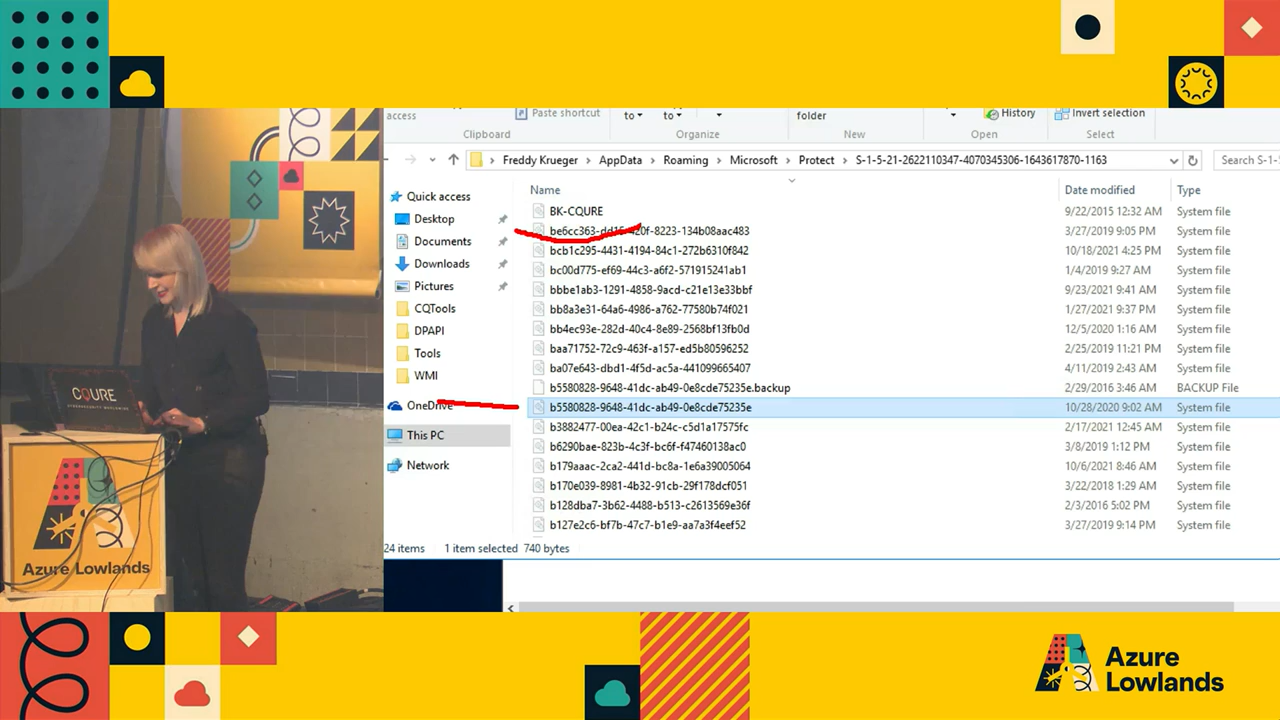 access
Paste shortcut
to
to
folder
History
Invert selection
Clipboard
Organize
New
Open
Select
Freddy Krueger > AppData > Roaming > Microsoft > Protect > S-1-5-21-2622110347-4070345306-1643617870-1163
Search S-1-
Quick access
Desktop
Documents
Downloads
Pictures
CQTools
DPAPI
Tools
WMI
OneDrive
This PC
Network
Name Date modified Type
BK-CQURE 9/22/2015 12:32 AM System file
be6cc363-dd15-420f-8223-134b08aac483 3/27/2019 9:05 PM System file
bcb1c295-4431-4194-84c1-272b6310f842 10/18/2021 4:25 PM System file
bc00d775-ef69-44c3-a6f2-571915241ab1 1/4/2019 9:27 AM System file
bbbe1ab3-1291-4858-9acd-c21e13e33bbf 9/23/2021 9:41 AM System file
bb8a3e31-64a6-4986-a762-77580b74f021 1/27/2021 9:37 PM System file
bb4ec93e-282d-40c4-8e89-2568bf13fb0d 12/5/2020 1:16 AM System file
baa71752-72c9-463f-a157-ed5b80596252 2/25/2019 11:21 PM System file
ba07e643-dbd1-4f5d-ac5a-441099665407 4/11/2019 2:43 AM System file
b5580828-9648-41dc-ab49-0e8cde75235e.backup 2/29/2016 3:46 AM BACKUP File
b5580828-9648-41dc-ab49-0e8cde75235e 10/28/2020 9:02 AM System file
b3882477-00ea-42c1-b24c-c5d1a17575fc 2/17/2021 12:45 AM System file
b6290bae-823b-4c3f-bc6f-f47460138ac0 3/8/2019 1:12 PM System file
b179aaac-2ca2-441d-bc8a-1e6a39005064 10/6/2021 8:46 AM System file
b170e039-8981-4b32-91cb-29f178dcf051 3/22/2018 1:29 AM System file
b128dba7-3b62-4488-b513-c2613569e36f 2/3/2016 5:02 PM System file
b127e2c6-bf7b-47c7-b1e9-aa7a3f4eef52 3/27/2019 9:14 PM System file
24 items 1 item selected 740 bytes
CQURE
Azure Lowlands
Azure
Lowlands